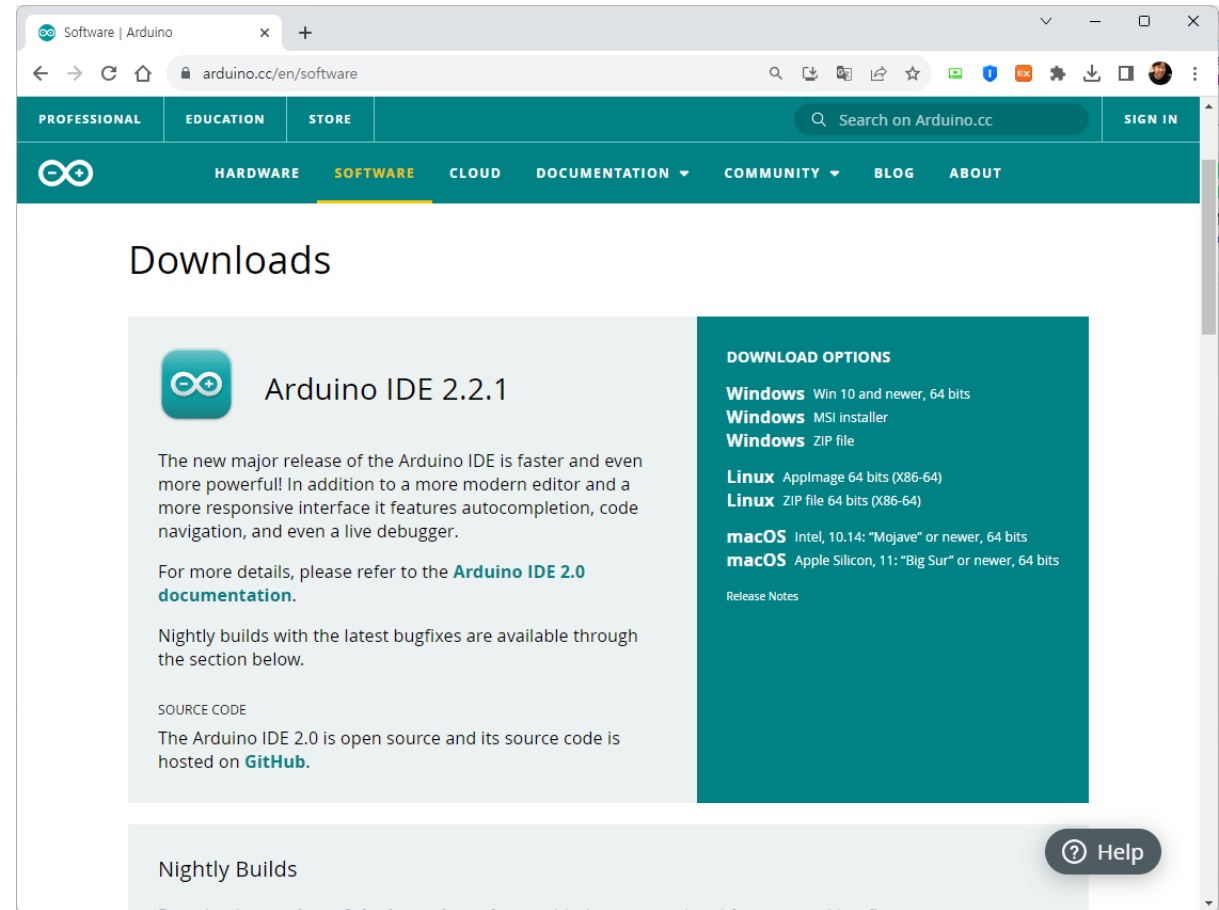 Software | Arduino
arduino.cc/en/software
PROFESSIONAL EDUCATION STORE Search on Arduino.cc SIGN IN
HARDWARE SOFTWARE CLOUD DOCUMENTATION COMMUNITY BLOG ABOUT
Downloads
Arduino IDE 2.2.1
The new major release of the Arduino IDE is faster and even
more powerful! In addition to a more modern editor and a
more responsive interface it features autocompletion, code
navigation, and even a live debugger.
For more details, please refer to the Arduino IDE 2.0
documentation.
Nightly builds with the latest bugfixes are available through
the section below.
SOURCE CODE
The Arduino IDE 2.0 is open source and its source code is
hosted on GitHub.
DOWNLOAD OPTIONS
Windows Win 10 and newer, 64 bits
Windows MSI installer
Windows ZIP file
Linux AppImage 64 bits (X86-64)
Linux ZIP file 64 bits (X86-64)
macOS Intel, 10.14: “Mojave” or newer, 64 bits
macOS Apple Silicon, 11: “Big Sur” or newer, 64 bits
Release Notes
Nightly Builds
Help